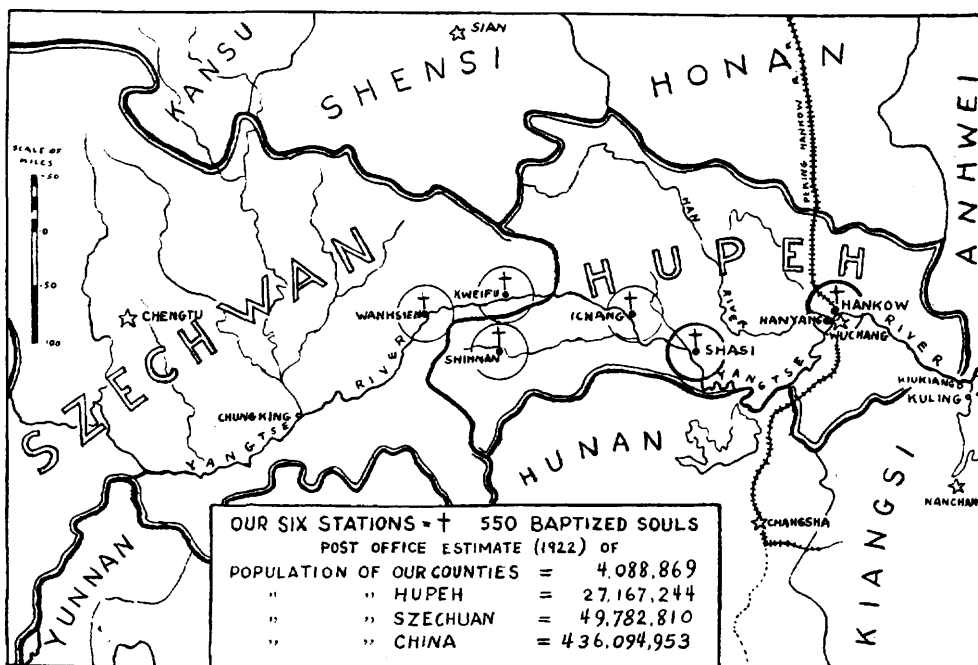 KANSU
SHENSI
SIAN
HONAN
ANHWEI
PEKING HANKOW R.R.
SCALE OF
MILES
50
0
50
100
SZECHWAN
CHENGTU
HUPEH
HAN
RIVER
WANHSIEN
KWEIFU
ICHANG
SHINNAN
SHASI
HANKOW
HANYANG
WUCHANG
RIVER
YANGTSE
KIUKIANG
KULING
CHUNGKING
YANGTSE
RIVER
HUNAN
KIANGSI
NANCHANG
CHANGSHA
YUNNAN
OUR SIX STATIONS = † 550 BAPTIZED SOULS
POST OFFICE ESTIMATE (1922) OF
POPULATION OF OUR COUNTIES = 4,088,869
" " HUPEH = 27,167,244
" " SZECHUAN = 49,782,810
" " CHINA = 436,094,953